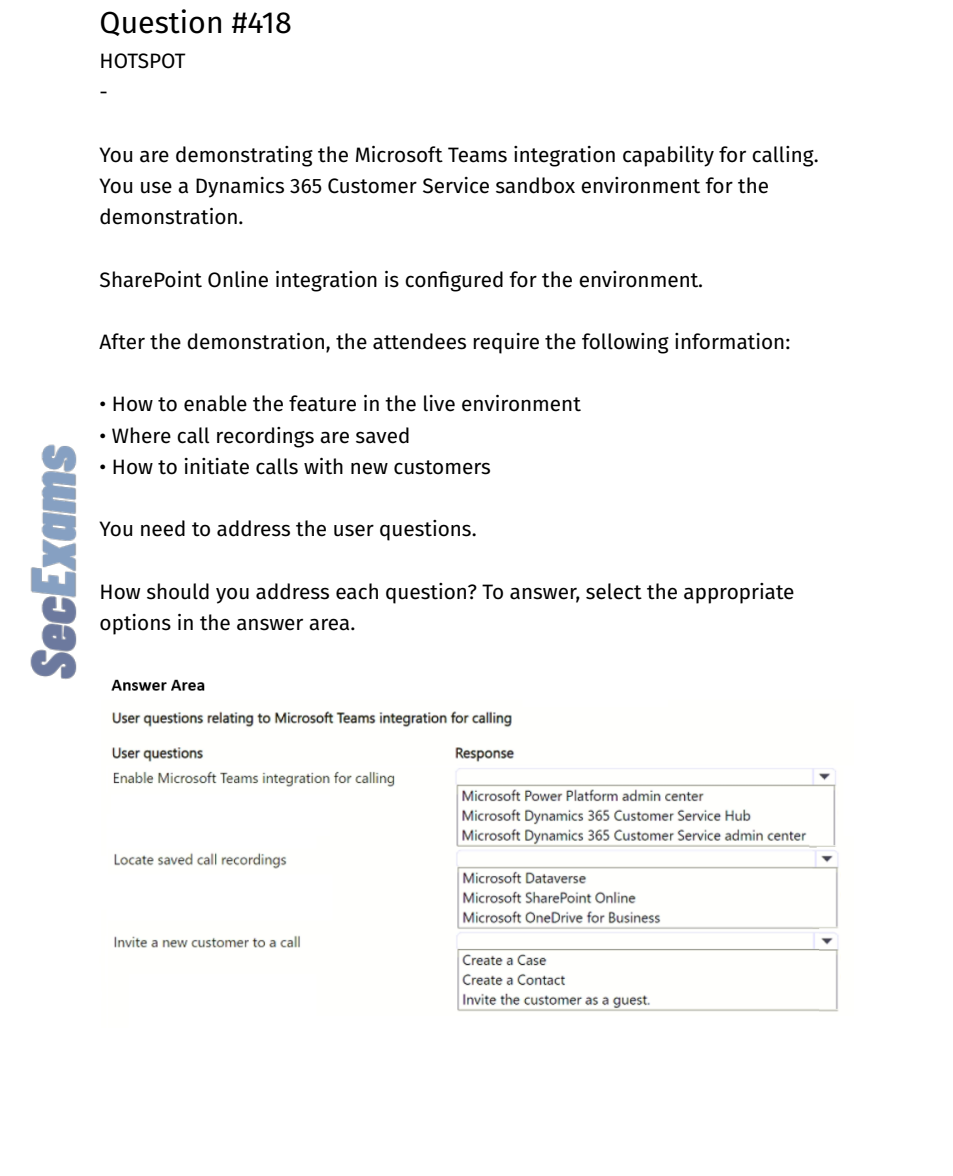 Question #418
HOTSPOT
-
You are demonstrating the Microsoft Teams integration capability for calling.
You use a Dynamics 365 Customer Service sandbox environment for the
demonstration.
SharePoint Online integration is configured for the environment.
After the demonstration, the attendees require the following information:
• How to enable the feature in the live environment
• Where call recordings are saved
• How to initiate calls with new customers
You need to address the user questions.
How should you address each question? To answer, select the appropriate
options in the answer area.
SecExams
Answer Area
User questions relating to Microsoft Teams integration for calling
User questions Response
Enable Microsoft Teams integration for calling
Microsoft Power Platform admin center
Microsoft Dynamics 365 Customer Service Hub
Microsoft Dynamics 365 Customer Service admin center
Locate saved call recordings
Microsoft Dataverse
Microsoft SharePoint Online
Microsoft OneDrive for Business
Invite a new customer to a call
Create a Case
Create a Contact
Invite the customer as a guest.